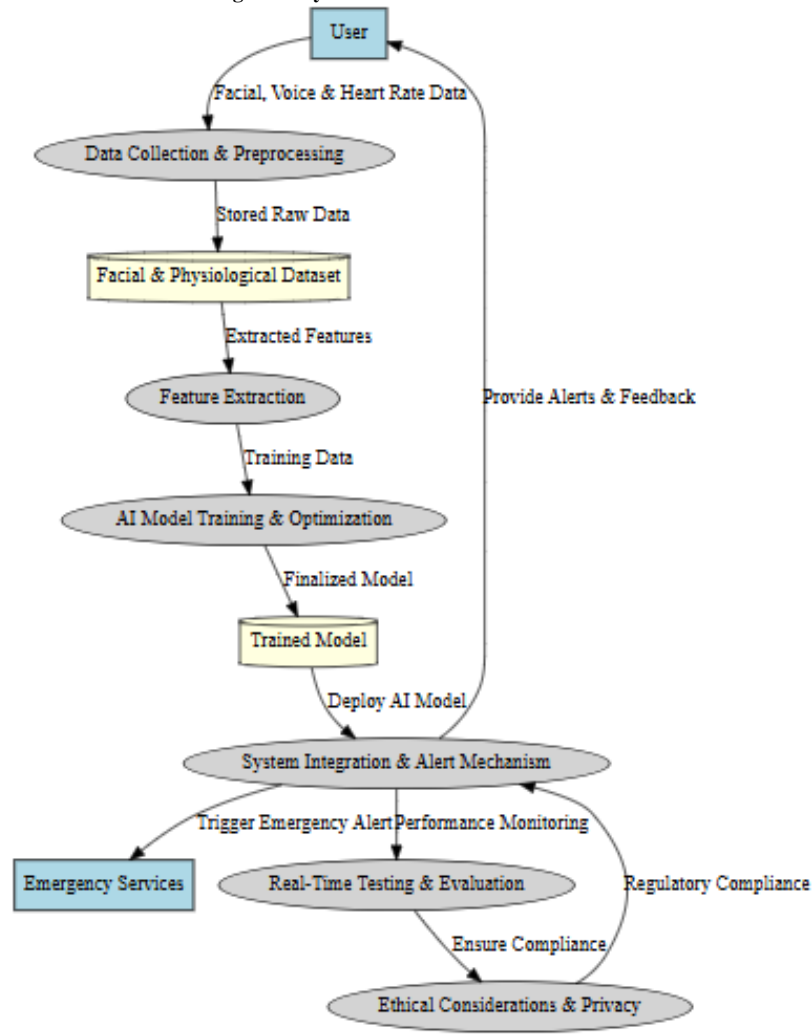 User
Facial, Voice & Heart Rate Data
Data Collection & Preprocessing
Stored Raw Data
Facial & Physiological Dataset
Extracted Features
Feature Extraction
Provide Alerts & Feedback
Training Data
AI Model Training & Optimization
Finalized Model
Trained Model
Deploy AI Model
System Integration & Alert Mechanism
Trigger Emergency Alert
Performance Monitoring
Emergency Services
Real-Time Testing & Evaluation
Regulatory Compliance
Ensure Compliance
Ethical Considerations & Privacy